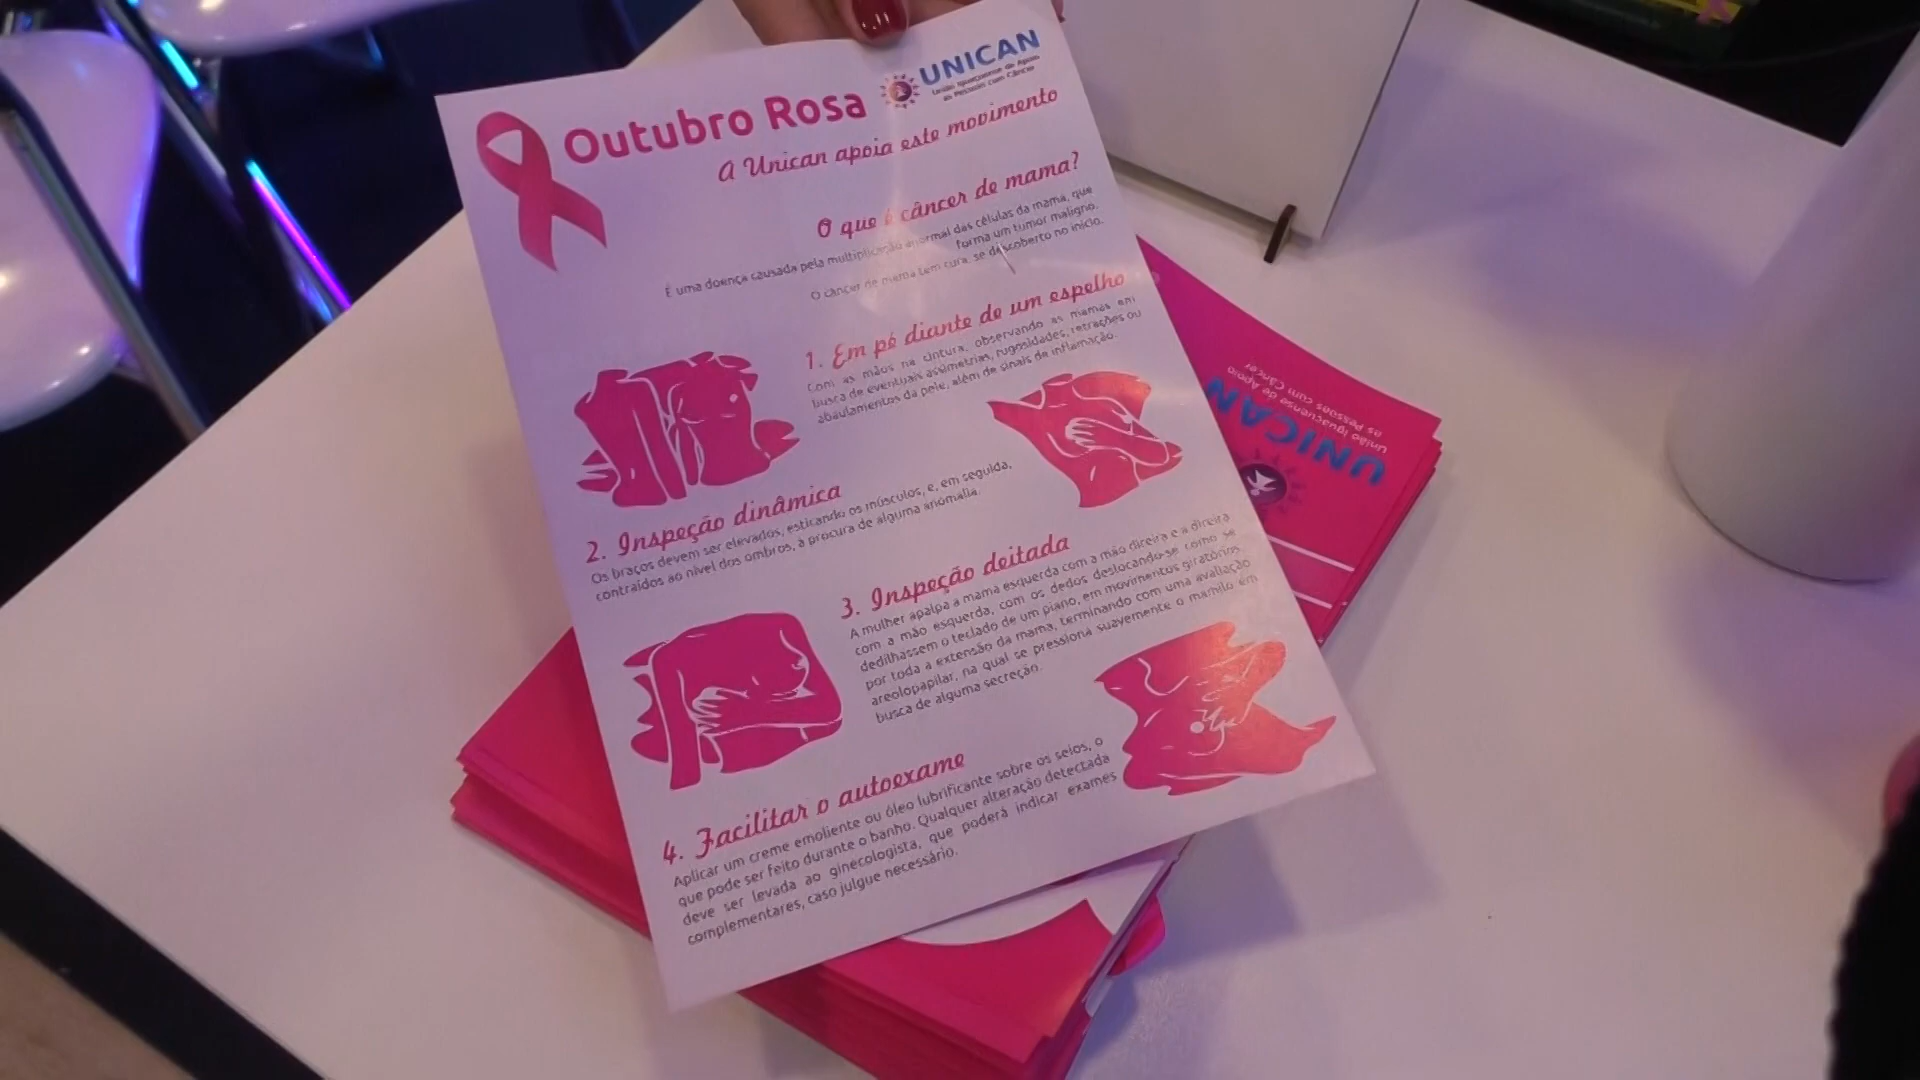 Outubro Rosa
UNICAN
União Iguaçuense de Apoio
às Pessoas com Câncer
A Unican apoia este movimento
O que é câncer de mama?
É uma doença causada pela multiplicação anormal das células da mama, que
forma um tumor maligno.
O câncer de mama tem cura, se descoberto no início.
1. Em pé diante de um espelho
Com as mãos na cintura, observando as mamas em
busca de eventuais assimetrias, rugosidades, retrações ou
abaulamentos da pele, além de sinais de inflamação.
2. Inspeção dinâmica
Os braços devem ser elevados, esticando os músculos, e, em seguida,
contraídos ao nível dos ombros, à procura de alguma anomalia.
3. Inspeção deitada
A mulher apalpa a mama esquerda com a mão direira e a direira
com a mão esquerda, com os dedos deslocando-se como se
dedilhassem o teclado de um piano, em movimentos giratórios
por toda a extensão da mama, terminando com uma avaliação
areolopapilar, na qual se pressiona suavemente o mamilo em
busca de alguma secreção.
4. Facilitar o autoexame
Aplicar um creme emoliente ou óleo lubrificante sobre os seios, o
que pode ser feito durante o banho. Qualquer alteração detectada
deve ser levada ao ginecologista, que poderá indicar exames
complementares, caso julgue necessário.
UNICAN
União Iguaçuense de Apoio
às Pessoas com Câncer